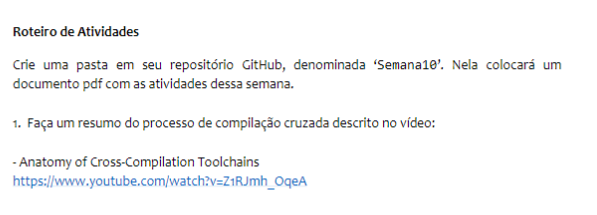 Roteiro de Atividades
Crie uma pasta em seu repositório GitHub, denominada ‘Semana10’. Nela colocará um
documento pdf com as atividades dessa semana.
1. Faça um resumo do processo de compilação cruzada descrito no vídeo:
- Anatomy of Cross-Compilation Toolchains
https://www.youtube.com/watch?v=Z1RJmh_OqeA